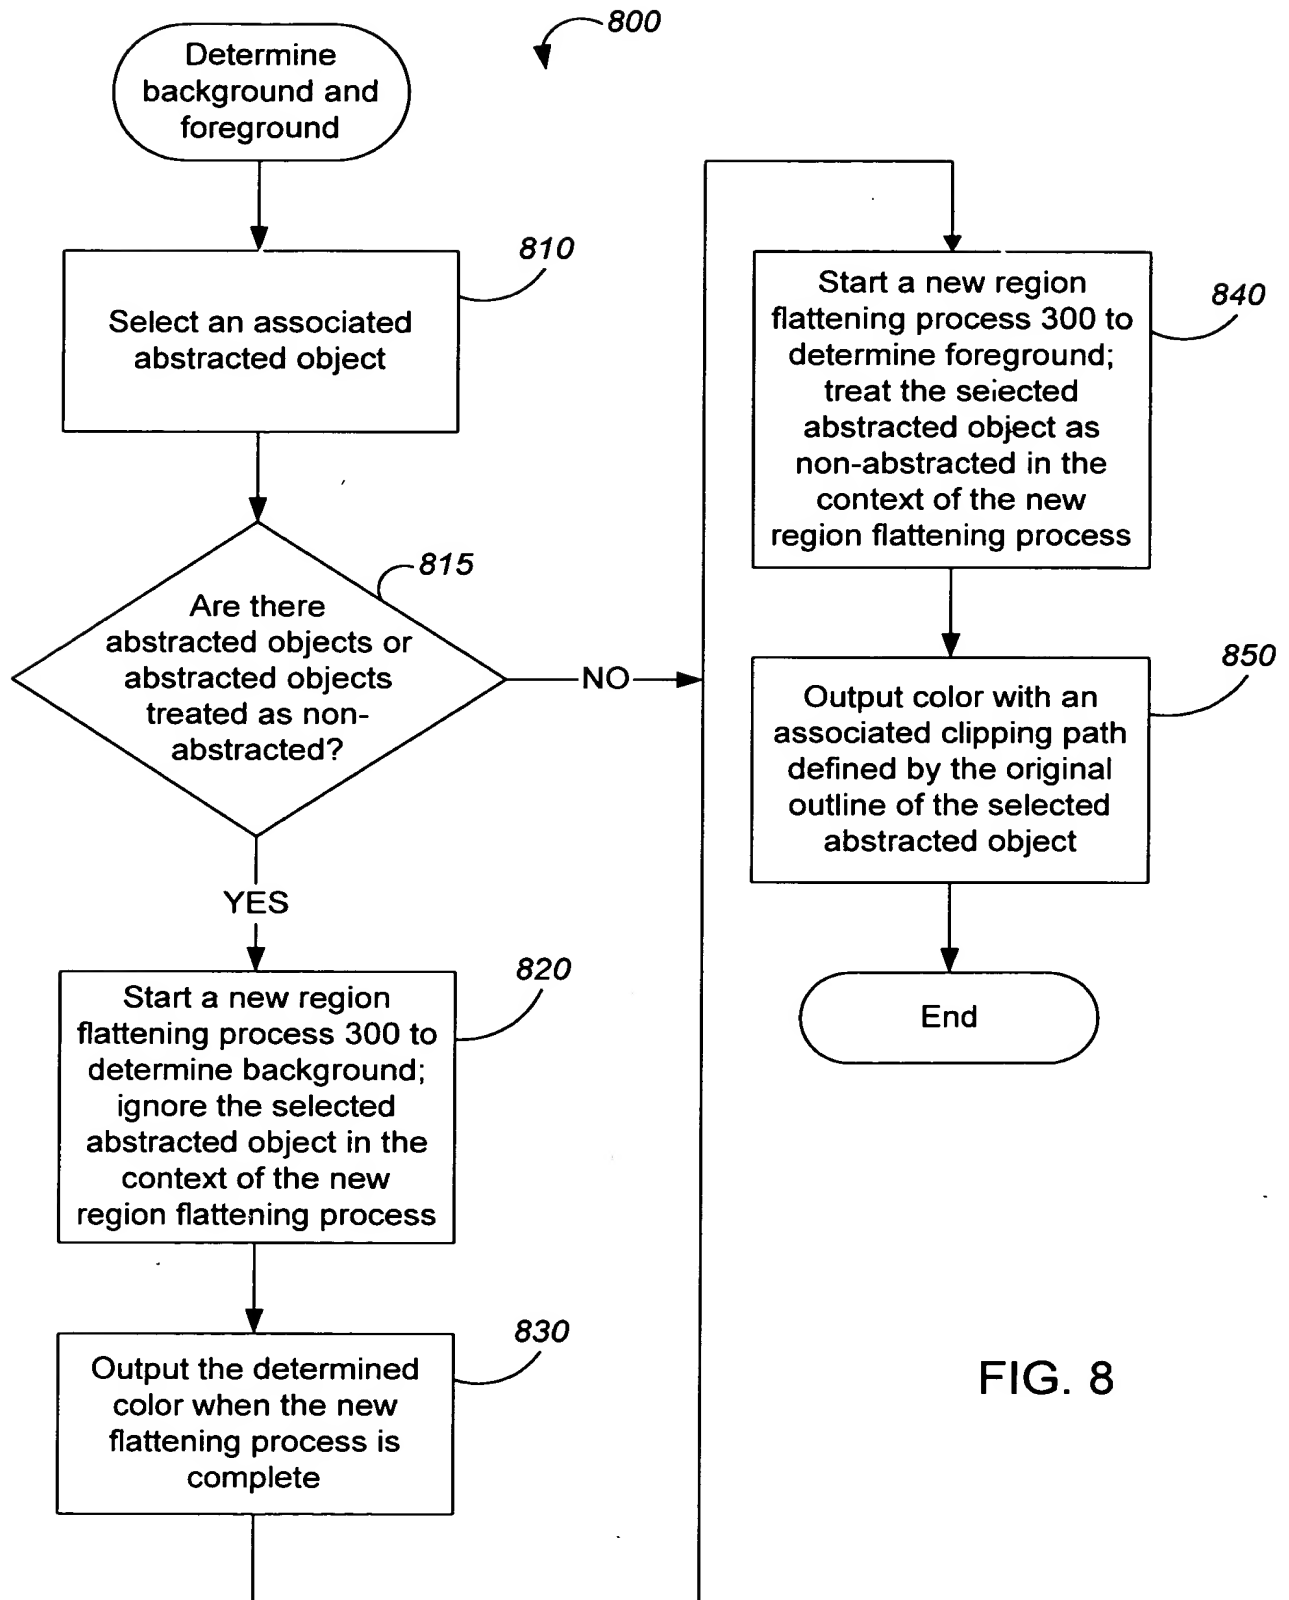 800
Determine
background and
foreground
810
Select an associated
abstracted object
815
Are there
abstracted objects or
abstracted objects
treated as non-
abstracted?
NO
YES
820
Start a new region
flattening process 300 to
determine background;
ignore the selected
abstracted object in the
context of the new
region flattening process
830
Output the determined
color when the new
flattening process is
complete
840
Start a new region
flattening process 300 to
determine foreground;
treat the selected
abstracted object as
non-abstracted in the
context of the new
region flattening process
850
Output color with an
associated clipping path
defined by the original
outline of the selected
abstracted object
End
FIG. 8